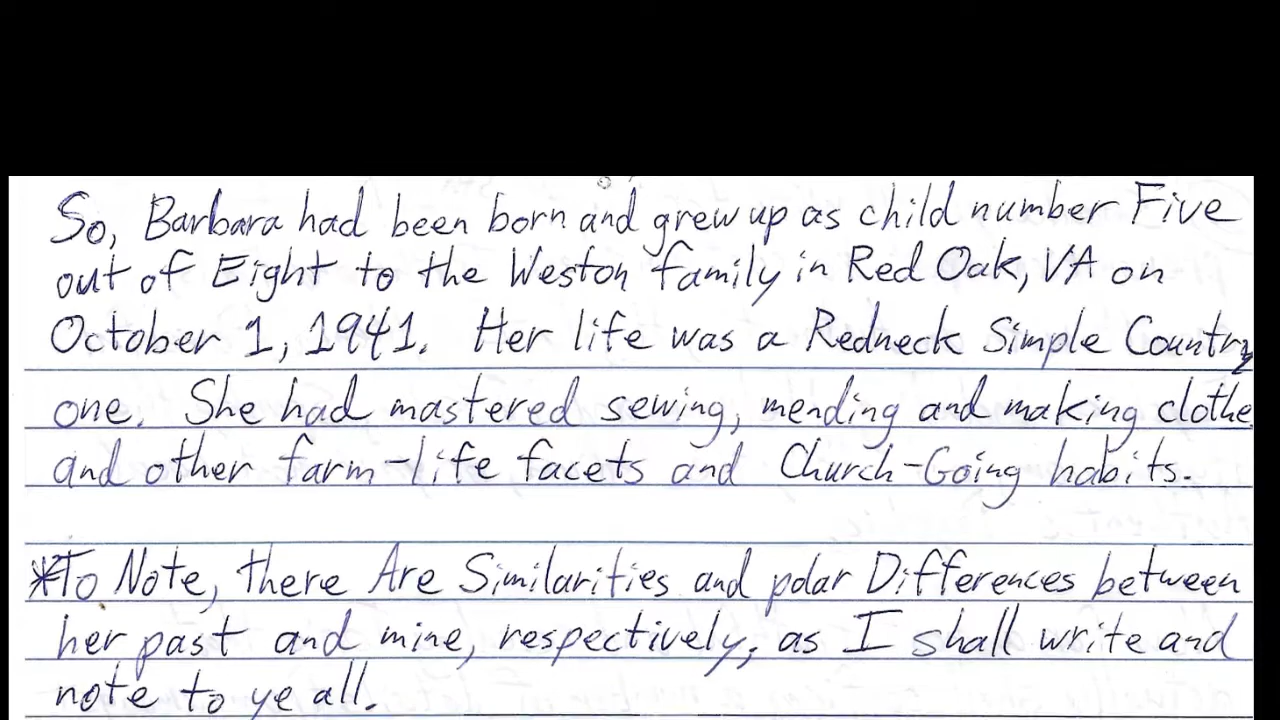 So, Barbara had been born and grew up as child number Five
out of Eight to the Weston family in Red Oak, VA on
October 1, 1941. Her life was a Redneck Simple Country
one. She had mastered sewing, mending and making clothe
and other farm-life facets and Church-Going habits.
*To Note, there Are Similarities and polar Differences between
her past and mine, respectively, as I shall write and
note to ye all.